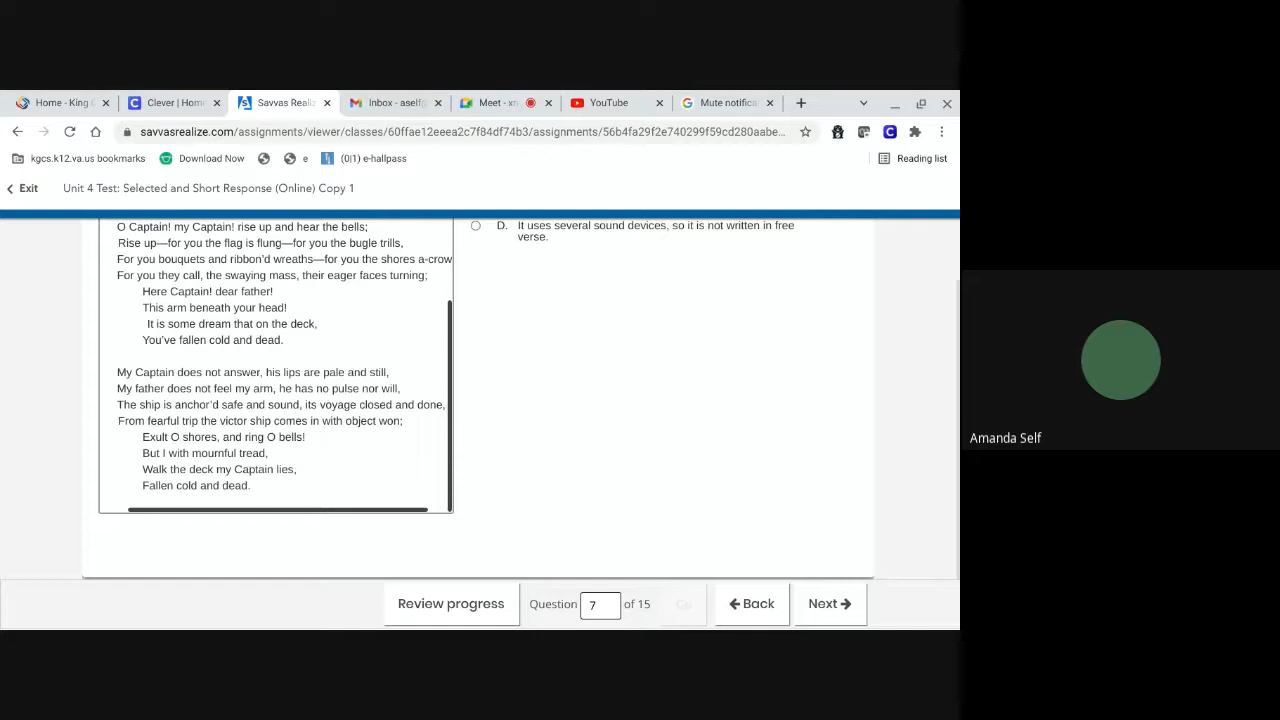 Home - King
Clever | Hom
Savvas Realiz
Inbox - aself
Meet - xn
YouTube
Mute notifica
savvasrealize.com/assignments/viewer/classes/60ffae12eeea2c7f84df74b3/assignments/56b4fa29f2e740299f59cd280aabe...
kgcs.k12.va.us bookmarks
Download Now
e
(0|1) e-hallpass
Reading list
Exit
Unit 4 Test: Selected and Short Response (Online) Copy 1
O Captain! my Captain! rise up and hear the bells;
Rise up—for you the flag is flung—for you the bugle trills,
For you bouquets and ribbon’d wreaths—for you the shores a-crow
For you they call, the swaying mass, their eager faces turning;
Here Captain! dear father!
This arm beneath your head!
It is some dream that on the deck,
You’ve fallen cold and dead.
My Captain does not answer, his lips are pale and still,
My father does not feel my arm, he has no pulse nor will,
The ship is anchor’d safe and sound, its voyage closed and done,
From fearful trip the victor ship comes in with object won;
Exult O shores, and ring O bells!
But I with mournful tread,
Walk the deck my Captain lies,
Fallen cold and dead.
D. It uses several sound devices, so it is not written in free
verse.
Review progress
Question 7 of 15
Go
Back
Next
Amanda Self